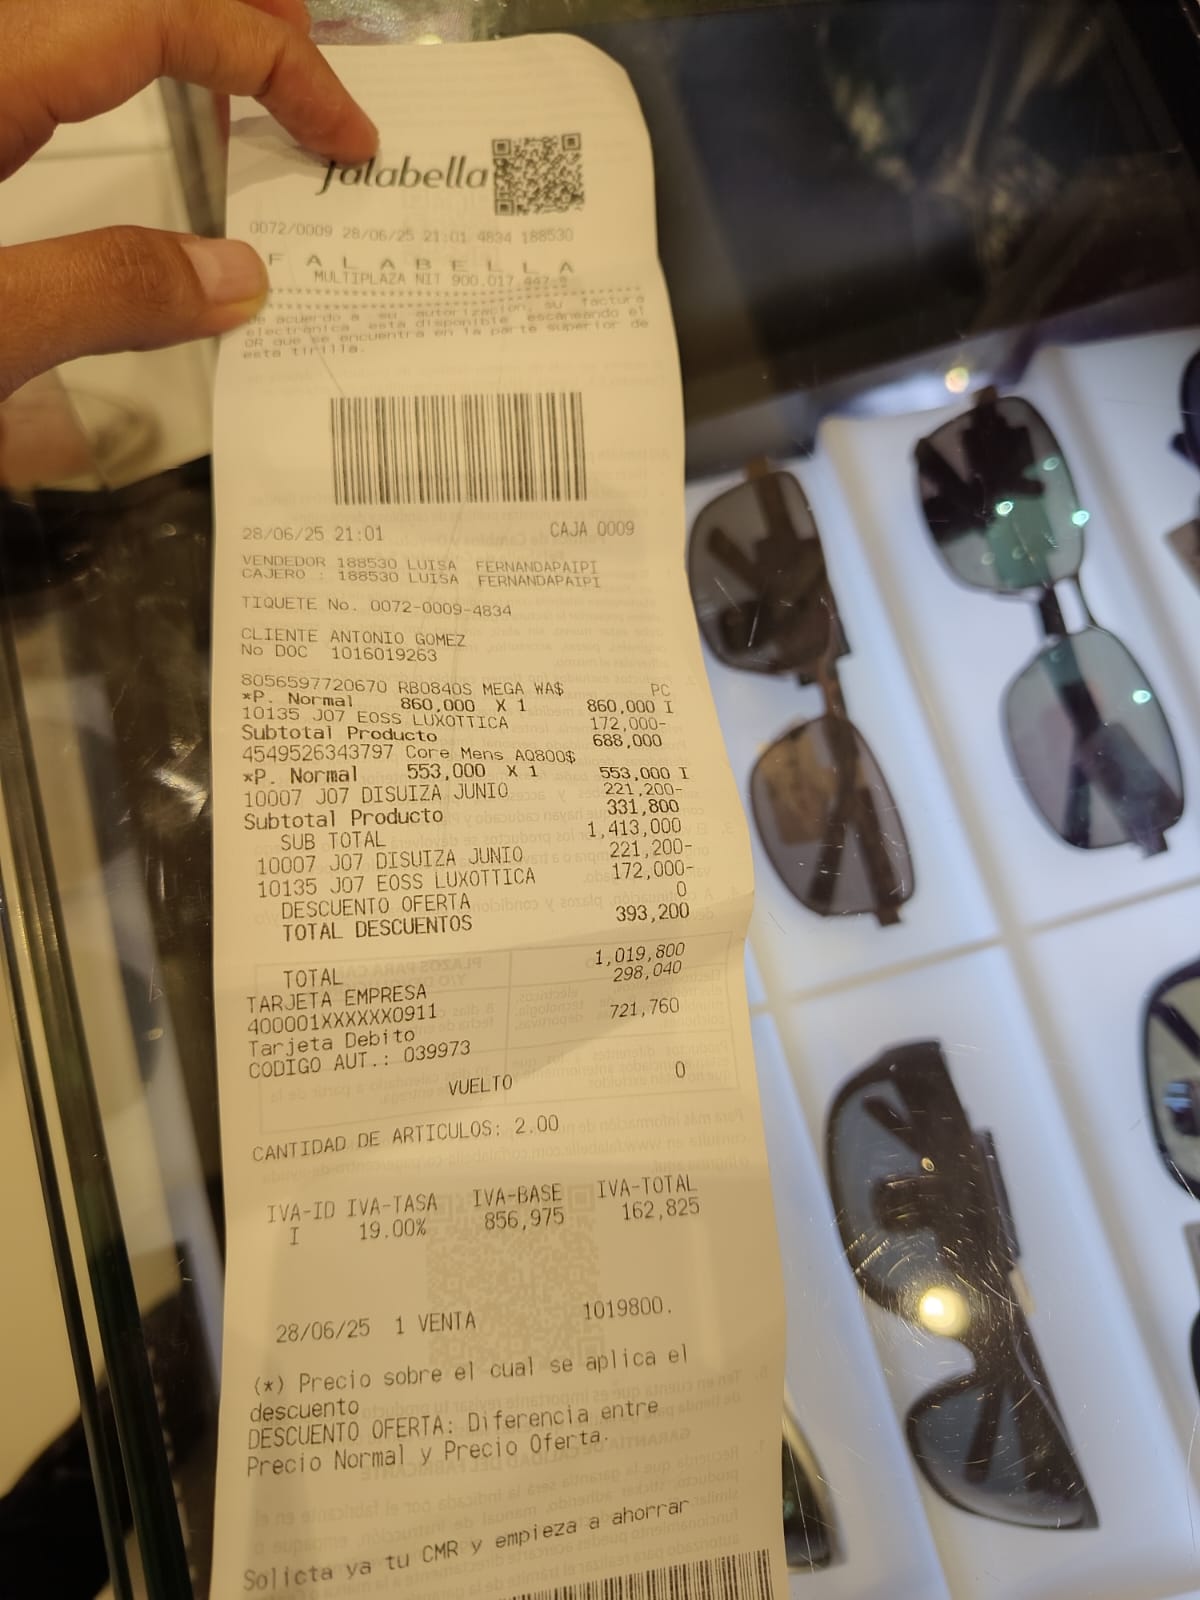 falabella
0072/0009 28/06/25 21:01 4834 188530
FALABELLA
MULTIPLAZA NIT 900.017.447-8
De acuerdo a su autorizacion, su factura
electronica esta disponible escaneando el
QR que se encuentra en la parte superior de
esta tirilla.
28/06/25 21:01 CAJA 0009
VENDEDOR 188530 LUISA FERNANDAPAIPI
CAJERO : 188530 LUISA FERNANDAPAIPI
TIQUETE No. 0072-0009-4834
CLIENTE ANTONIO GOMEZ
No DOC 1016019263
8056597720670 RB0840S MEGA WA$ PC
*P. Normal 860,000 X 1 860,000 I
10135 J07 EOSS LUXOTTICA 172,000-
Subtotal Producto 688,000
4549526343797 Core Mens AQ800$
*P. Normal 553,000 X 1 553,000 I
10007 J07 DISUIZA JUNIO 221,200-
Subtotal Producto 331,800
SUB TOTAL 1,413,000
10007 J07 DISUIZA JUNIO 221,200-
10135 J07 EOSS LUXOTTICA 172,000-
DESCUENTO OFERTA 0
TOTAL DESCUENTOS 393,200
TOTAL 1,019,800
TARJETA EMPRESA 298,040
400001XXXXXX0911
Tarjeta Debito 721,760
CODIGO AUT.: 039973
VUELTO 0
CANTIDAD DE ARTICULOS: 2.00
IVA-ID IVA-TASA IVA-BASE IVA-TOTAL
I 19.00% 856,975 162,825
28/06/25 1 VENTA 1019800.
(*) Precio sobre el cual se aplica el
descuento
DESCUENTO OFERTA: Diferencia entre
Precio Normal y Precio Oferta.
Solicta ya tu CMR y empieza a ahorrar